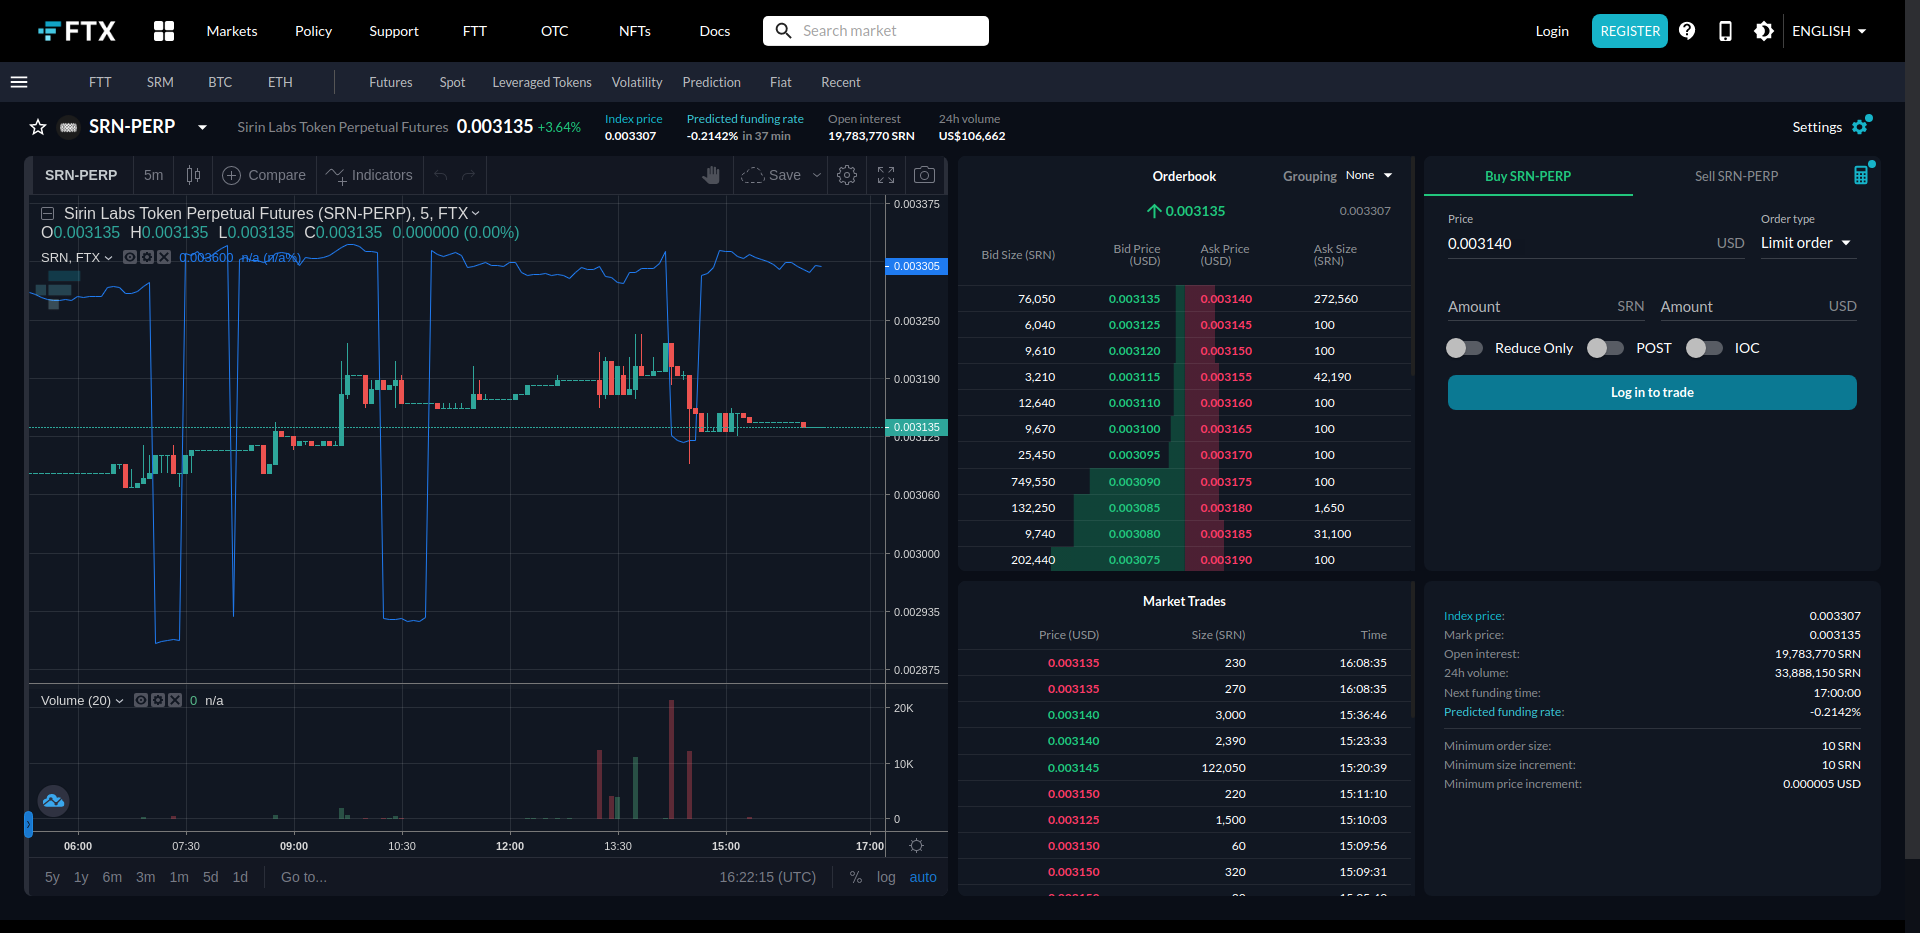 FTX Markets Policy Support FTT OTC NFTs Docs Search market Login REGISTER ENGLISH
FTT SRM BTC ETH Futures Spot Leveraged Tokens Volatility Prediction Fiat Recent
SRN-PERP Sirin Labs Token Perpetual Futures 0.003135 +3.64%
Index price
0.003307
Predicted funding rate
-0.2142% in 37 min
Open interest
19,783,770 SRN
24h volume
US$106,662
Settings
SRN-PERP 5m Compare Indicators Save
Sirin Labs Token Perpetual Futures (SRN-PERP), 5, FTX
O0.003135 H0.003135 L0.003135 C0.003135 0.000000 (0.00%)
SRN, FTX 0.003600 n/a (n/a%)
0.003375
0.003305
0.003250
0.003190
0.003135
0.003125
0.003060
0.003000
0.002935
0.002875
Volume (20) 0 n/a
20K
10K
0
06:00 07:30 09:00 10:30 12:00 13:30 15:00 17:00
5y 1y 6m 3m 1m 5d 1d Go to... 16:22:15 (UTC) % log auto
Orderbook Grouping None
0.003135 0.003307
Bid Size (SRN) Bid Price (USD) Ask Price (USD) Ask Size (SRN)
76,050 0.003135 0.003140 272,560
6,040 0.003125 0.003145 100
9,610 0.003120 0.003150 100
3,210 0.003115 0.003155 42,190
12,640 0.003110 0.003160 100
9,670 0.003100 0.003165 100
25,450 0.003095 0.003170 100
749,550 0.003090 0.003175 100
132,250 0.003085 0.003180 1,650
9,740 0.003080 0.003185 31,100
202,440 0.003075 0.003190 100
Market Trades
Price (USD) Size (SRN) Time
0.003135 230 16:08:35
0.003135 270 16:08:35
0.003140 3,000 15:36:46
0.003140 2,390 15:23:33
0.003145 122,050 15:20:39
0.003150 220 15:11:10
0.003125 1,500 15:10:03
0.003150 60 15:09:56
0.003150 320 15:09:31
Buy SRN-PERP Sell SRN-PERP
Price Order type
0.003140 USD Limit order
Amount SRN Amount USD
Reduce Only POST IOC
Log in to trade
Index price: 0.003307
Mark price: 0.003135
Open interest: 19,783,770 SRN
24h volume: 33,888,150 SRN
Next funding time: 17:00:00
Predicted funding rate: -0.2142%
Minimum order size: 10 SRN
Minimum size increment: 10 SRN
Minimum price increment: 0.000005 USD